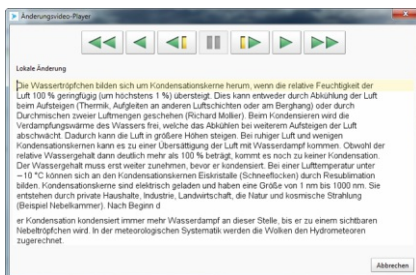 Änderungsvideo-Player
Lokale Änderung
Die Wassertröpfchen bilden sich um Kondensationskerne herum, wenn die relative Feuchtigkeit der
Luft 100 % geringfügig (um höchstens 1 %) übersteigt. Dies kann entweder durch Abkühlung der Luft
beim Aufsteigen (Thermik, Aufgleiten an anderen Luftschichten oder am Berghang) oder durch
Durchmischen zweier Luftmengen geschehen (Richard Mollier). Beim Kondensieren wird die
Verdampfungswärme des Wassers frei, welche das Abkühlen bei weiterem Aufsteigen der Luft
abschwächt. Dadurch kann die Luft in größere Höhen steigen. Bei ruhiger Luft und wenigen
Kondensationskernen kann es zu einer Übersättigung der Luft mit Wasserdampf kommen. Obwohl der
relative Wassergehalt dann deutlich mehr als 100 % beträgt, kommt es noch zu keiner Kondensation.
Der Wassergehalt muss erst weiter zunehmen, bevor er kondensiert. Bei einer Lufttemperatur unter
−10 °C können sich an den Kondensationskernen Eiskristalle (Schneeflocken) durch Resublimation
bilden. Kondensationskerne sind elektrisch geladen und haben eine Größe von 1 nm bis 1000 nm. Sie
entstehen durch private Haushalte, Industrie, Landwirtschaft, die Natur und kosmische Strahlung
(Beispiel Nebelkammer). Nach Beginn d
er Kondensation kondensiert immer mehr Wasserdampf an dieser Stelle, bis er zu einem sichtbaren
Nebeltröpfchen wird. In der meteorologischen Systematik werden die Wolken den Hydrometeoren
zugerechnet.
Abbrechen